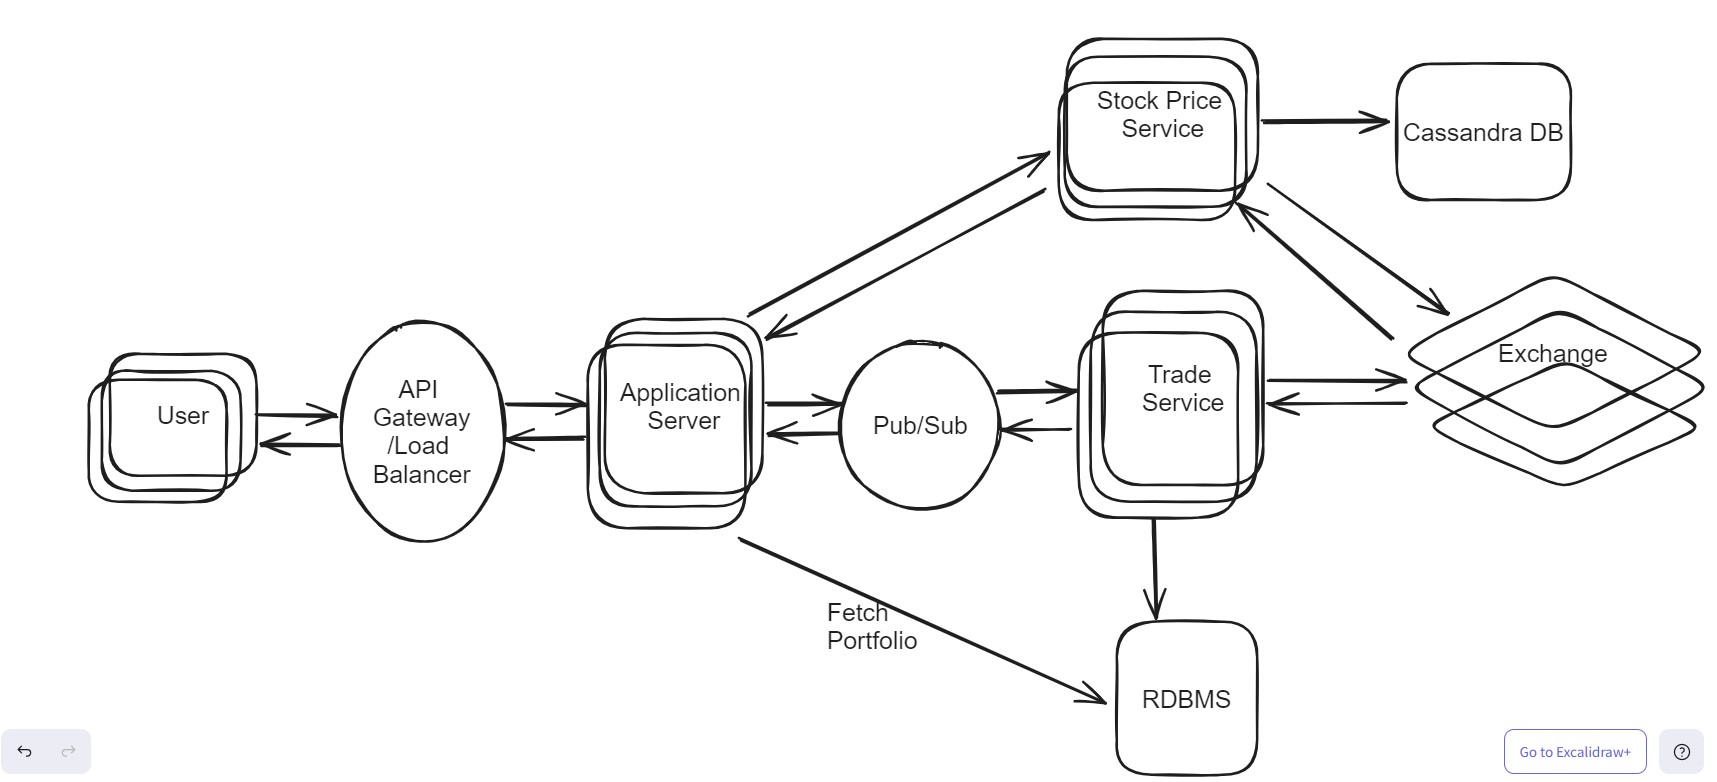 Stock Price
Service
Cassandra DB
Exchange
Trade
Service
Application
Server
API
Gateway
/Load
Balancer
User
Pub/Sub
Fetch
Portfolio
RDBMS
Go to Excalidraw+